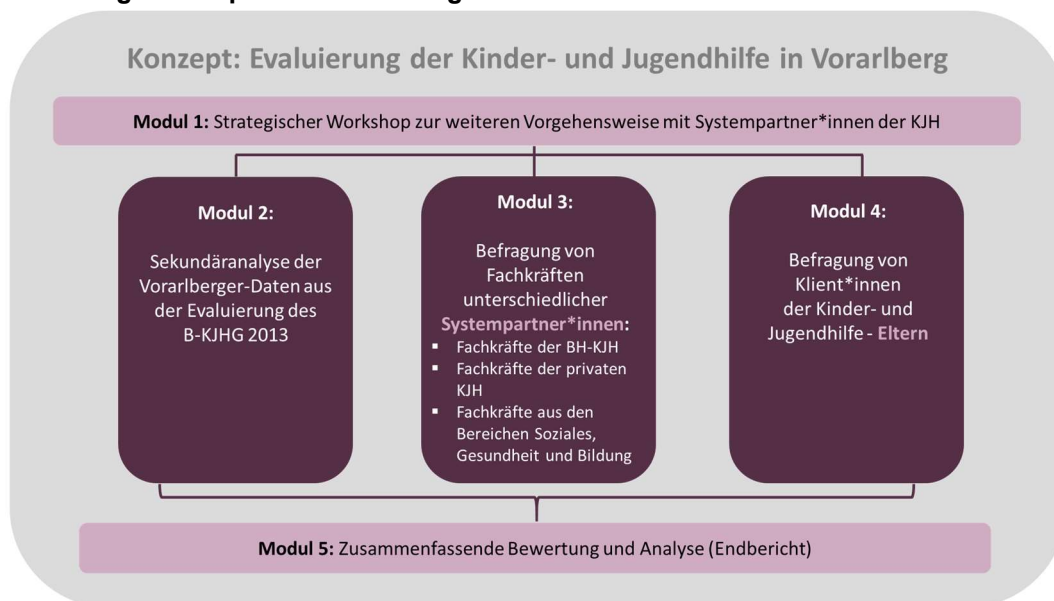 Konzept: Evaluierung der Kinder- und Jugendhilfe in Vorarlberg
Modul 1: Strategischer Workshop zur weiteren Vorgehensweise mit Systempartner*innen der KJH
Modul 2:
Sekundäranalyse der
Vorarlberger-Daten aus
der Evaluierung des
B-KJHG 2013
Modul 3:
Befragung von
Fachkräften
unterschiedlicher
Systempartner*innen:
▪ Fachkräfte der BH-KJH
▪ Fachkräfte der privaten
KJH
▪ Fachkräfte aus den
Bereichen Soziales,
Gesundheit und Bildung
Modul 4:
Befragung von
Klient*innen
der Kinder- und
Jugendhilfe - Eltern
Modul 5: Zusammenfassende Bewertung und Analyse (Endbericht)